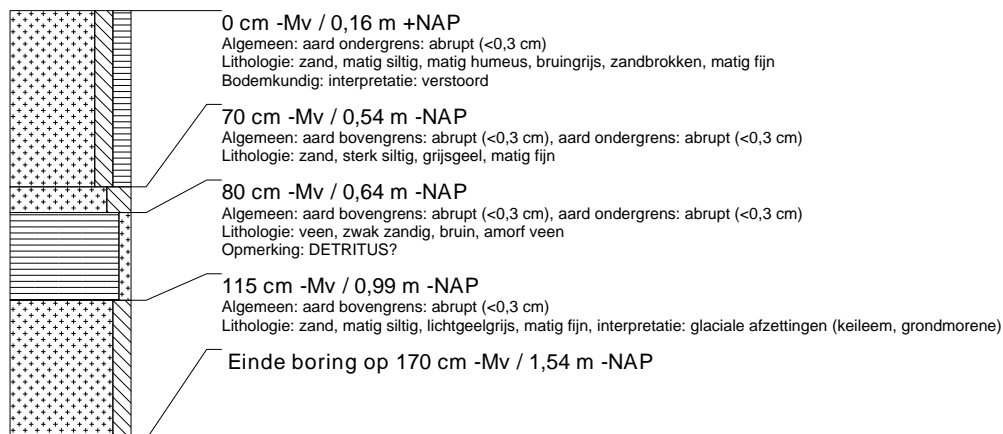 0 cm -Mv / 0,16 m +NAP
Algemeen: aard ondergrens: abrupt (<0,3 cm)
Lithologie: zand, matig siltig, matig humeus, bruingrijs, zandbrokken, matig fijn
Bodemkundig: interpretatie: verstoord
70 cm -Mv / 0,54 m -NAP
Algemeen: aard bovengrens: abrupt (<0,3 cm), aard ondergrens: abrupt (<0,3 cm)
Lithologie: zand, sterk siltig, grijsgeel, matig fijn
80 cm -Mv / 0,64 m -NAP
Algemeen: aard bovengrens: abrupt (<0,3 cm), aard ondergrens: abrupt (<0,3 cm)
Lithologie: veen, zwak zandig, bruin, amorf veen
Opmerking: DETRITUS?
115 cm -Mv / 0,99 m -NAP
Algemeen: aard bovengrens: abrupt (<0,3 cm)
Lithologie: zand, matig siltig, lichtgeelgrijs, matig fijn, interpretatie: glaciale afzettingen (keileem, grondmorene)
Einde boring op 170 cm -Mv / 1,54 m -NAP